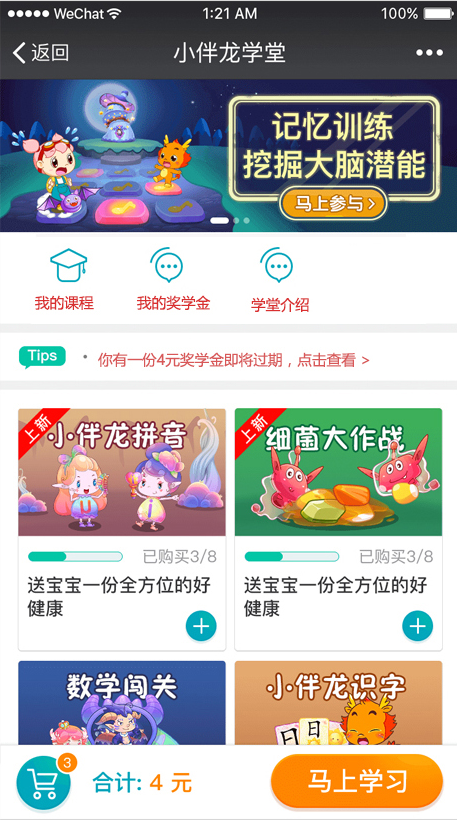 WeChat 1:21 AM 100%
返回 小伴龙学堂
记忆训练
挖掘大脑潜能
马上参与>
我的课程 我的奖学金 学堂介绍
Tips • 你有一份4元奖学金即将过期，点击查看 >
上新
小伴龙拼音
已购买3/8
送宝宝一份全方位的好
健康
上新
细菌大作战
已购买3/8
送宝宝一份全方位的好
健康
数学闯关
小伴龙识字
日 日
3
合计: 4 元
马上学习